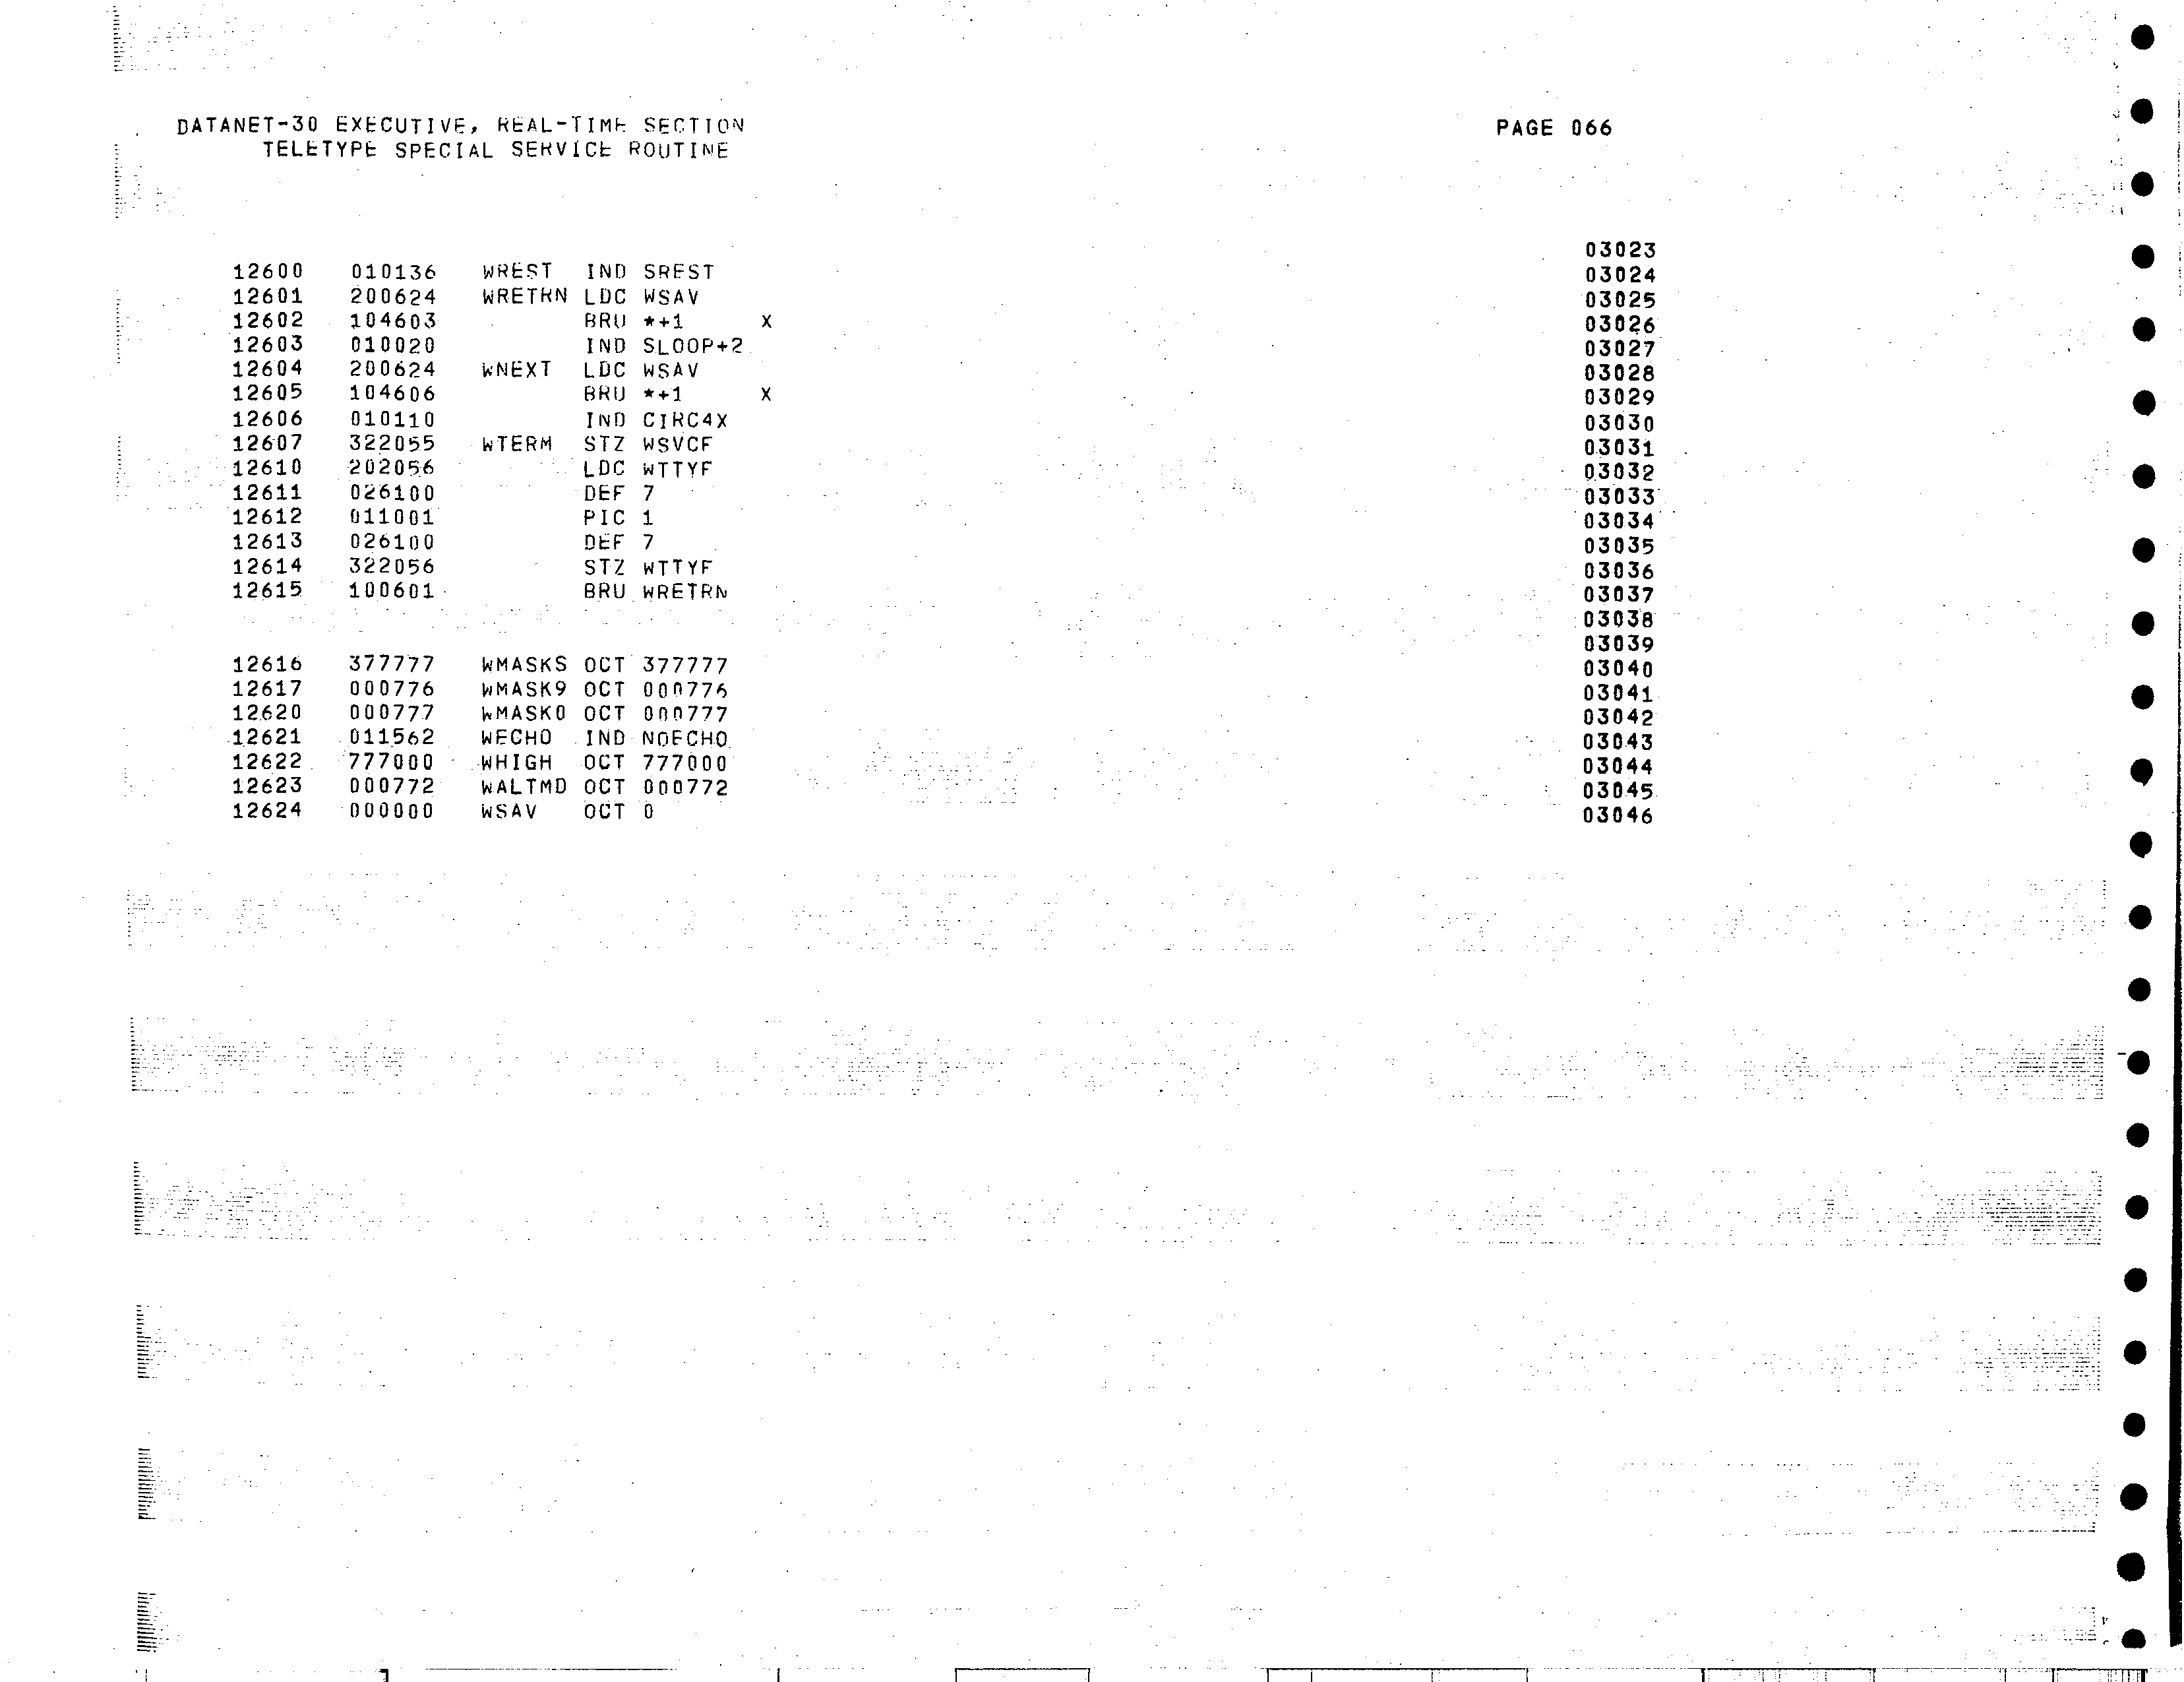 DATANET-30 EXECUTIVE, REAL-TIME SECTION PAGE 066
TELETYPE SPECIAL SERVICE ROUTINE
03023
12600 010136 WREST IND SREST 03024
12601 200624 WRETRN LDC WSAV 03025
12602 104603 BRU *+1 X 03026
12603 010020 IND SLOOP+2 03027
12604 200624 WNEXT LDC WSAV 03028
12605 104606 BRU *+1 X 03029
12606 010110 IND CIRC4X 03030
12607 322055 WTERM STZ WSVCF 03031
12610 202056 LDC WTTYF 03032
12611 026100 DEF 7 03033
12612 011001 PIC 1 03034
12613 026100 DEF 7 03035
12614 322056 STZ WTTYF 03036
12615 100601 BRU WRETRN 03037
03038
03039
12616 377777 WMASKS OCT 377777 03040
12617 000776 WMASK9 OCT 000776 03041
12620 000777 WMASK0 OCT 000777 03042
12621 011562 WECHO IND NOECHO 03043
12622 777000 WHIGH OCT 777000 03044
12623 000772 WALTMD OCT 000772 03045
12624 000000 WSAV OCT 0 03046